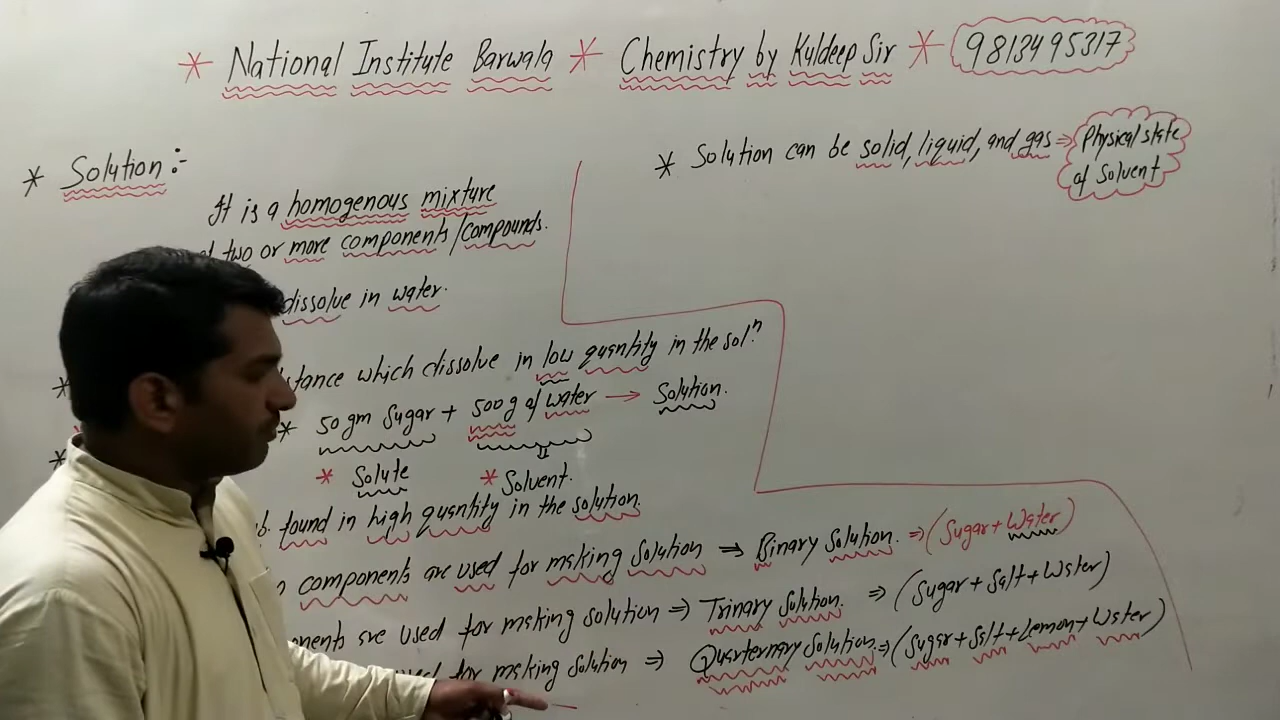 * National Institute Barwala * Chemistry by Kuldeep Sir * 9813495317
* Solution :-
It is a homogenous mixture
two or more components/compounds.
dissolve in water.
* Solution can be solid, liquid, and gas ⇒ Physical state
of Solvent
* stance which dissolve in low quantity in the solⁿ.
* 50 gm Sugar + 500g of water → Solution.
* Solute * Solvent.
* found in high quantity in the solution.
components are used for making solution ⇒ Binary Solution. ⇒ (Sugar + Water)
nents are used for making solution ⇒ Trinary Solution. ⇒ (Sugar + Salt + Water)
for making solution ⇒ Quarternary Solution. ⇒ (Sugar + Salt + Lemon + Water)